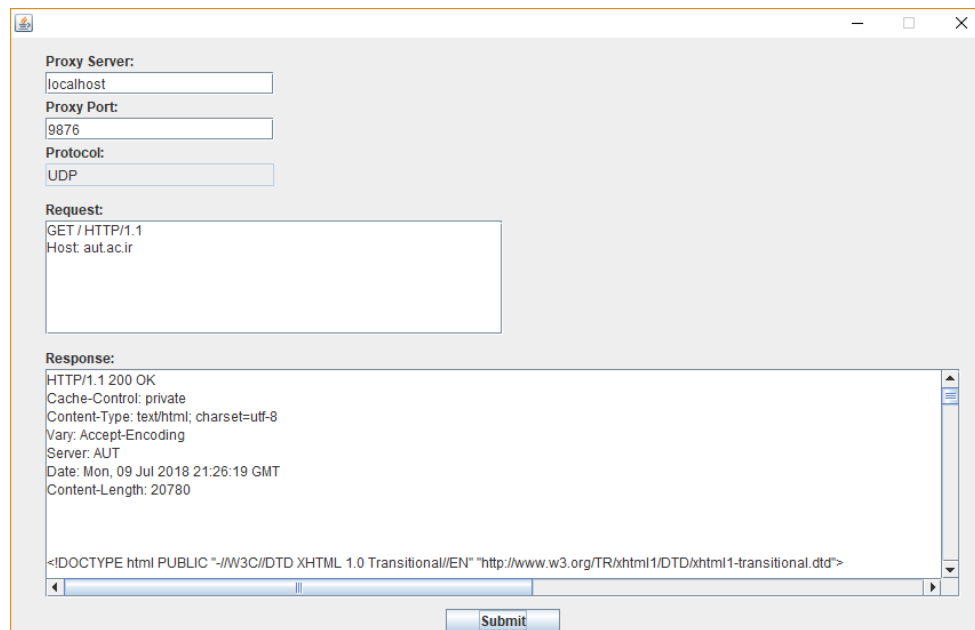 Proxy Server:
localhost
Proxy Port:
9876
Protocol:
UDP
Request:
GET / HTTP/1.1
Host: aut.ac.ir
Response:
HTTP/1.1 200 OK
Cache-Control: private
Content-Type: text/html; charset=utf-8
Vary: Accept-Encoding
Server: AUT
Date: Mon, 09 Jul 2018 21:26:19 GMT
Content-Length: 20780
<!DOCTYPE html PUBLIC "-//W3C//DTD XHTML 1.0 Transitional//EN" "http://www.w3.org/TR/xhtml1/DTD/xhtml1-transitional.dtd">
Submit